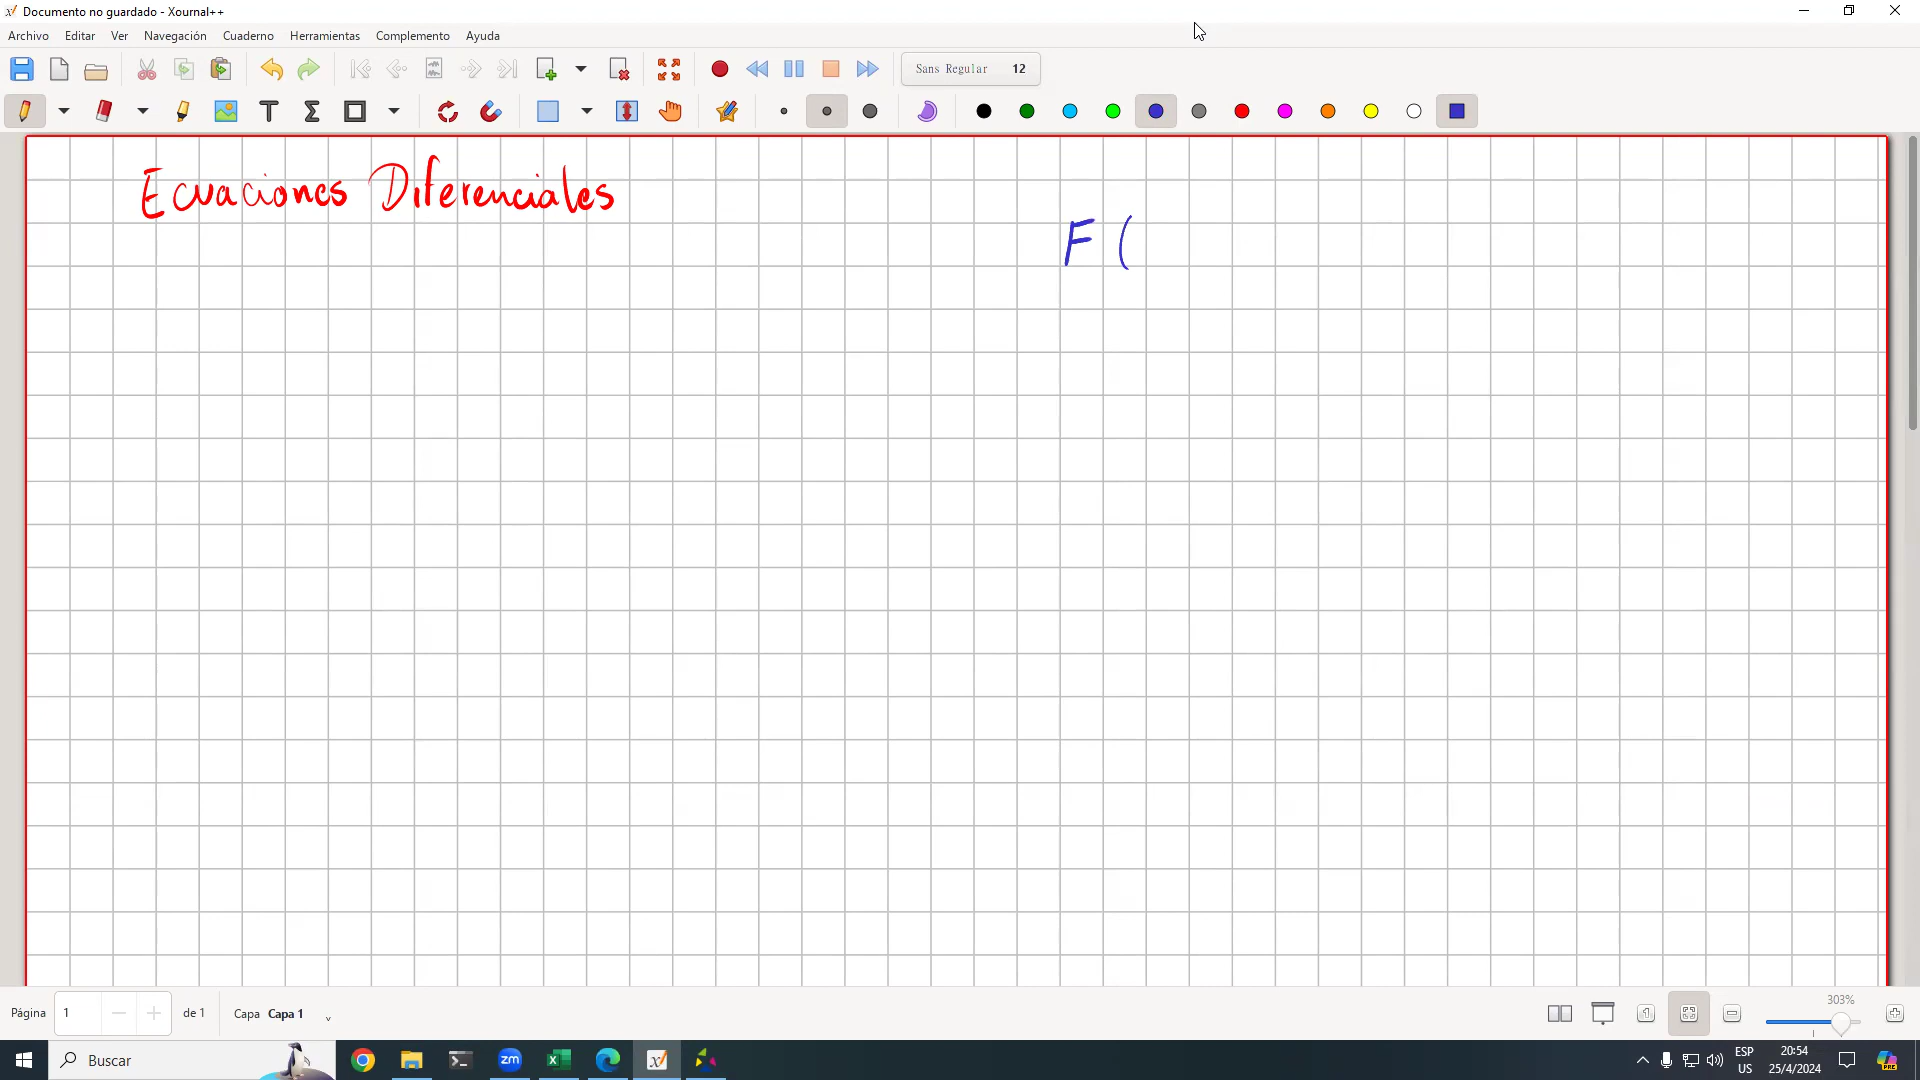 Documento no guardado - Xournal++
Archivo Editar Ver Navegación Cuaderno Herramientas Complemento Ayuda
Sans Regular 12
Ecuaciones Diferenciales
F (
Página 1 de 1 Capa Capa 1
303%
Buscar
zm
ESP
US
20:54
25/4/2024